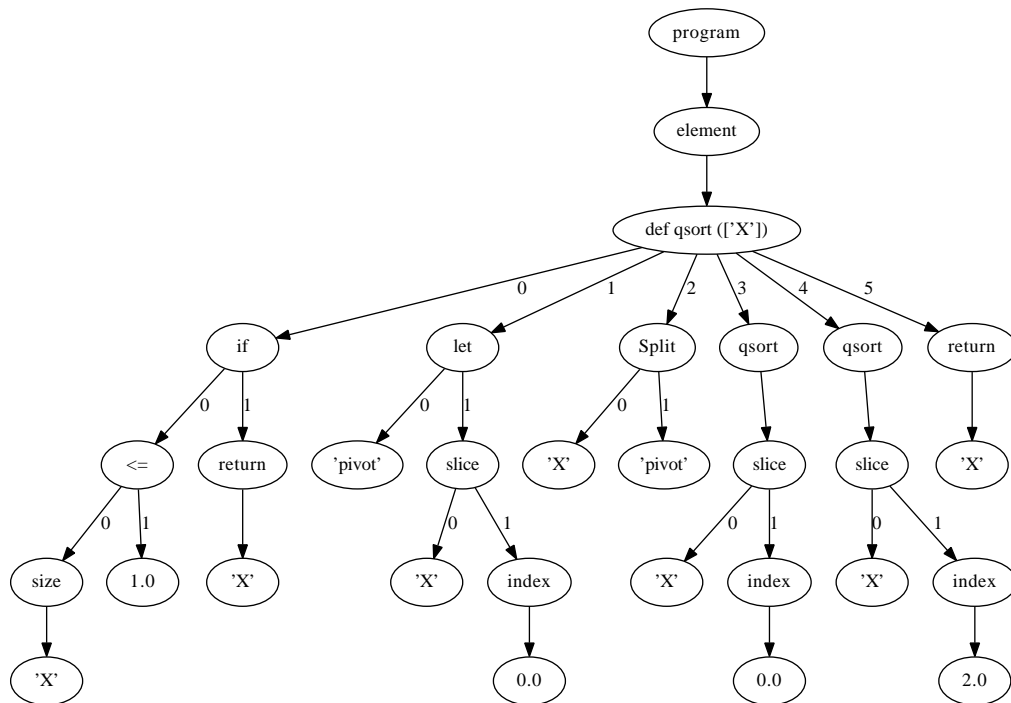 program
element
def qsort (['X'])
0 1 2 3 4 5
if let Split qsort qsort return
0 1 0 1 0 1
<= return 'pivot' slice 'X' 'pivot' slice slice 'X'
0 1 0 1 0 1 0 1
size 1.0 'X' 'X' index 'X' index 'X' index
'X' 0.0 0.0 2.0